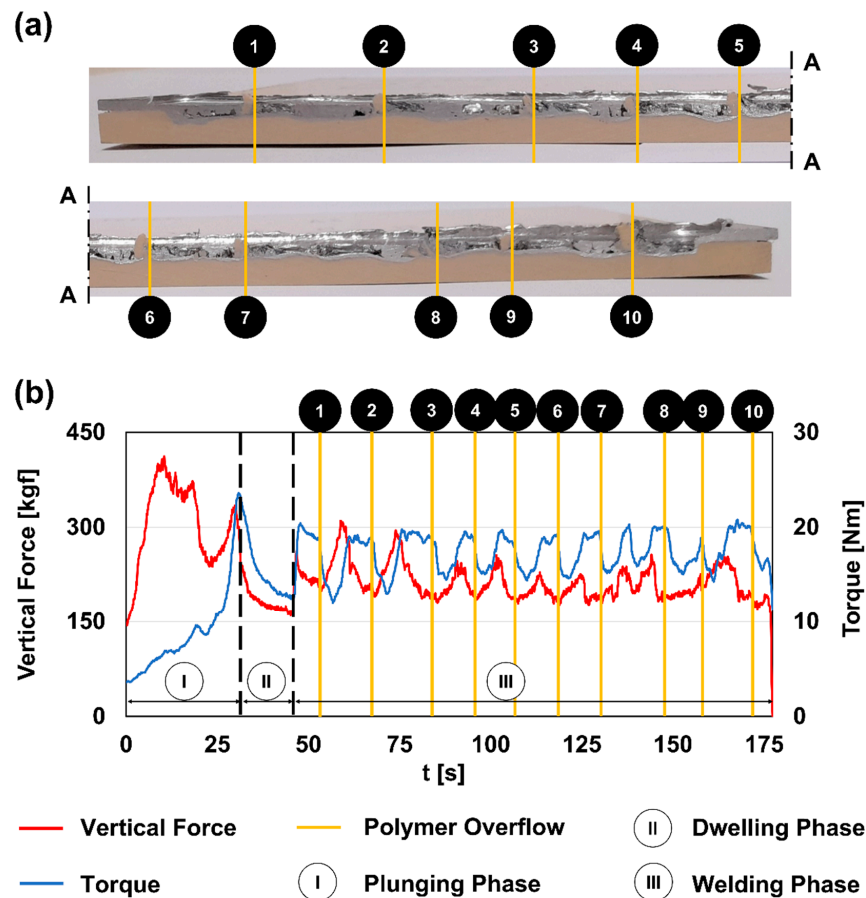 (a)
1 2 3 4 5
A
A
A
A
6 7 8 9 10
(b)
1 2 3 4 5 6 7 8 9 10
450 30
300 20
150 10
0 0
Vertical Force [kgf]
Torque [Nm]
I II III
0 25 50 75 100 125 150 175
t [s]
Vertical Force Polymer Overflow II Dwelling Phase
Torque I Plunging Phase III Welding Phase